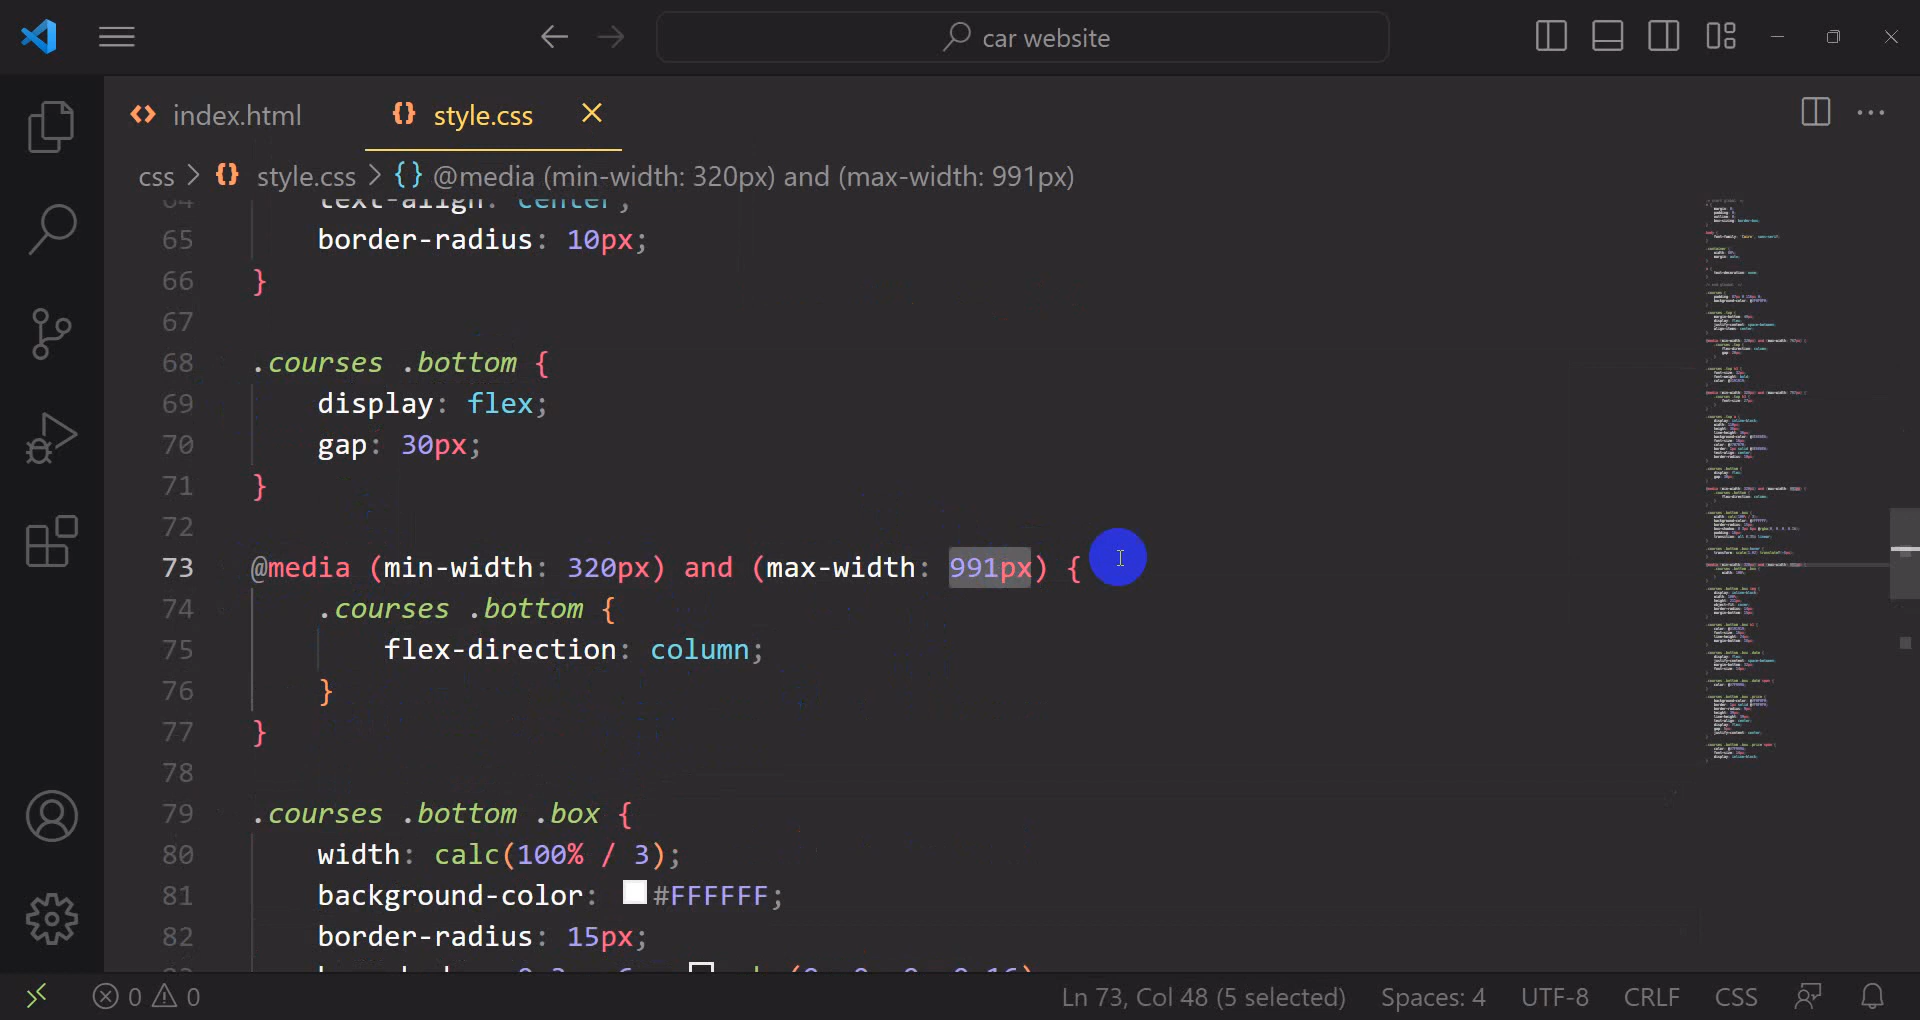 car website
index.html
style.css
css > style.css > @media (min-width: 320px) and (max-width: 991px)
64 text-align: center;
65 border-radius: 10px;
66 }
67
68 .courses .bottom {
69 display: flex;
70 gap: 30px;
71 }
72
73 @media (min-width: 320px) and (max-width: 991px) {
74 .courses .bottom {
75 flex-direction: column;
76 }
77 }
78
79 .courses .bottom .box {
80 width: calc(100% / 3);
81 background-color: #FFFFFF;
82 border-radius: 15px;
0 0
Ln 73, Col 48 (5 selected) Spaces: 4 UTF-8 CRLF CSS